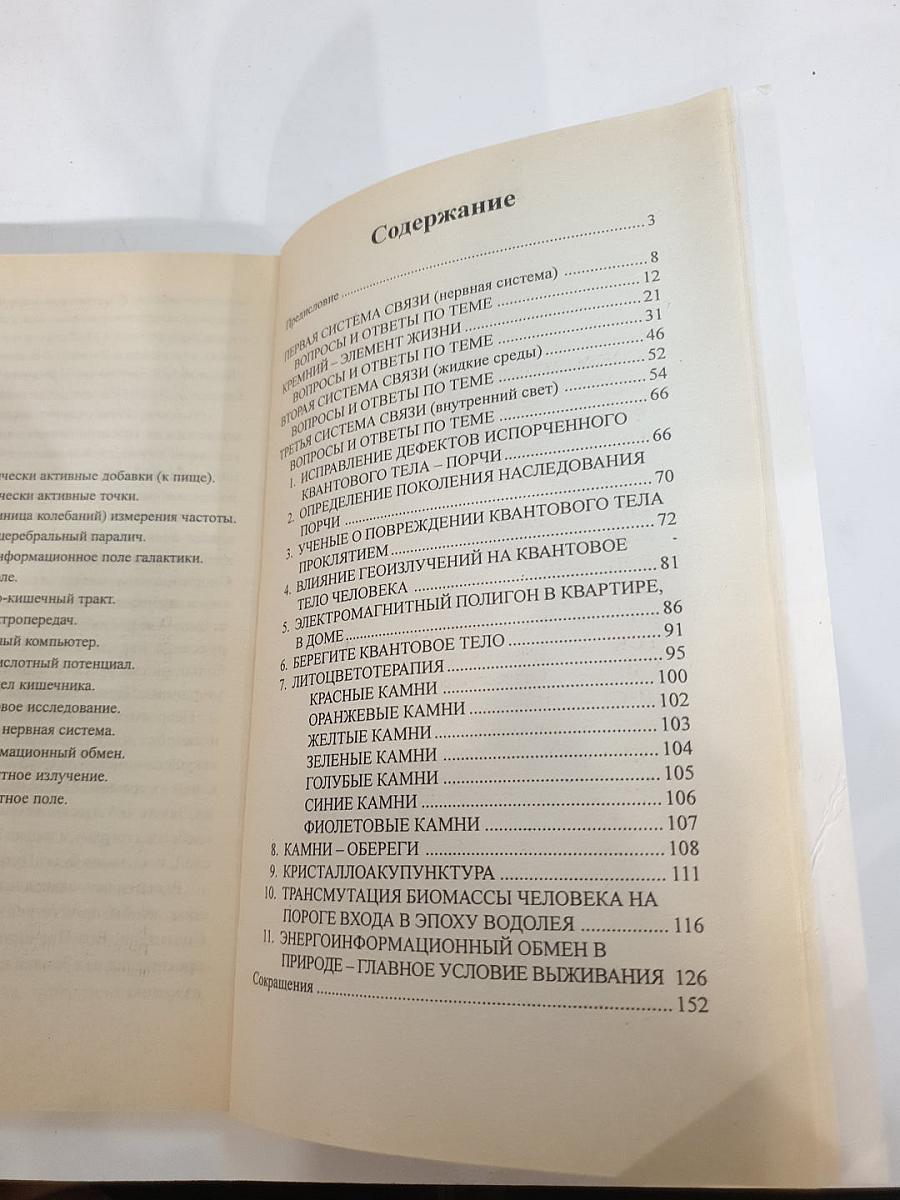 ически активные добавки (к пище).
чески активные точки.
иница колебаний) измерения частоты.
церебральный паралич.
нформационное поле галактики.
ле.
о-кишечный тракт.
ктропередач.
ный компьютер.
ислотный потенциал.
ел кишечника.
вое исследование.
нервная система.
мационный обмен.
тное излучение.
тное поле.
Содержание
Предисловие ..... 3
ПЕРВАЯ СИСТЕМА СВЯЗИ (нервная система) ..... 8
ВОПРОСЫ И ОТВЕТЫ ПО ТЕМЕ ..... 12
КРЕМНИЙ – ЭЛЕМЕНТ ЖИЗНИ ..... 21
ВОПРОСЫ И ОТВЕТЫ ПО ТЕМЕ ..... 31
ВТОРАЯ СИСТЕМА СВЯЗИ (жидкие среды) ..... 46
ВОПРОСЫ И ОТВЕТЫ ПО ТЕМЕ ..... 52
ТРЕТЬЯ СИСТЕМА СВЯЗИ (внутренний свет) ..... 54
ВОПРОСЫ И ОТВЕТЫ ПО ТЕМЕ ..... 66
1. ИСПРАВЛЕНИЕ ДЕФЕКТОВ ИСПОРЧЕННОГО
КВАНТОВОГО ТЕЛА – ПОРЧИ ..... 66
2. ОПРЕДЕЛЕНИЕ ПОКОЛЕНИЯ НАСЛЕДОВАНИЯ
ПОРЧИ ..... 70
3. УЧЕНЫЕ О ПОВРЕЖДЕНИИ КВАНТОВОГО ТЕЛА
ПРОКЛЯТИЕМ ..... 72
4. ВЛИЯНИЕ ГЕОИЗЛУЧЕНИЙ НА КВАНТОВОЕ
ТЕЛО ЧЕЛОВЕКА ..... 81
5. ЭЛЕКТРОМАГНИТНЫЙ ПОЛИГОН В КВАРТИРЕ,
В ДОМЕ ..... 86
6. БЕРЕГИТЕ КВАНТОВОЕ ТЕЛО ..... 91
7. ЛИТОЦВЕТОТЕРАПИЯ ..... 95
КРАСНЫЕ КАМНИ ..... 100
ОРАНЖЕВЫЕ КАМНИ ..... 102
ЖЕЛТЫЕ КАМНИ ..... 103
ЗЕЛЕНЫЕ КАМНИ ..... 104
ГОЛУБЫЕ КАМНИ ..... 105
СИНИЕ КАМНИ ..... 106
ФИОЛЕТОВЫЕ КАМНИ ..... 107
8. КАМНИ – ОБЕРЕГИ ..... 108
9. КРИСТАЛЛОАКУПУНКТУРА ..... 111
10. ТРАНСМУТАЦИЯ БИОМАССЫ ЧЕЛОВЕКА НА
ПОРОГЕ ВХОДА В ЭПОХУ ВОДОЛЕЯ ..... 116
11. ЭНЕРГОИНФОРМАЦИОННЫЙ ОБМЕН В
ПРИРОДЕ – ГЛАВНОЕ УСЛОВИЕ ВЫЖИВАНИЯ 126
Сокращения ..... 152